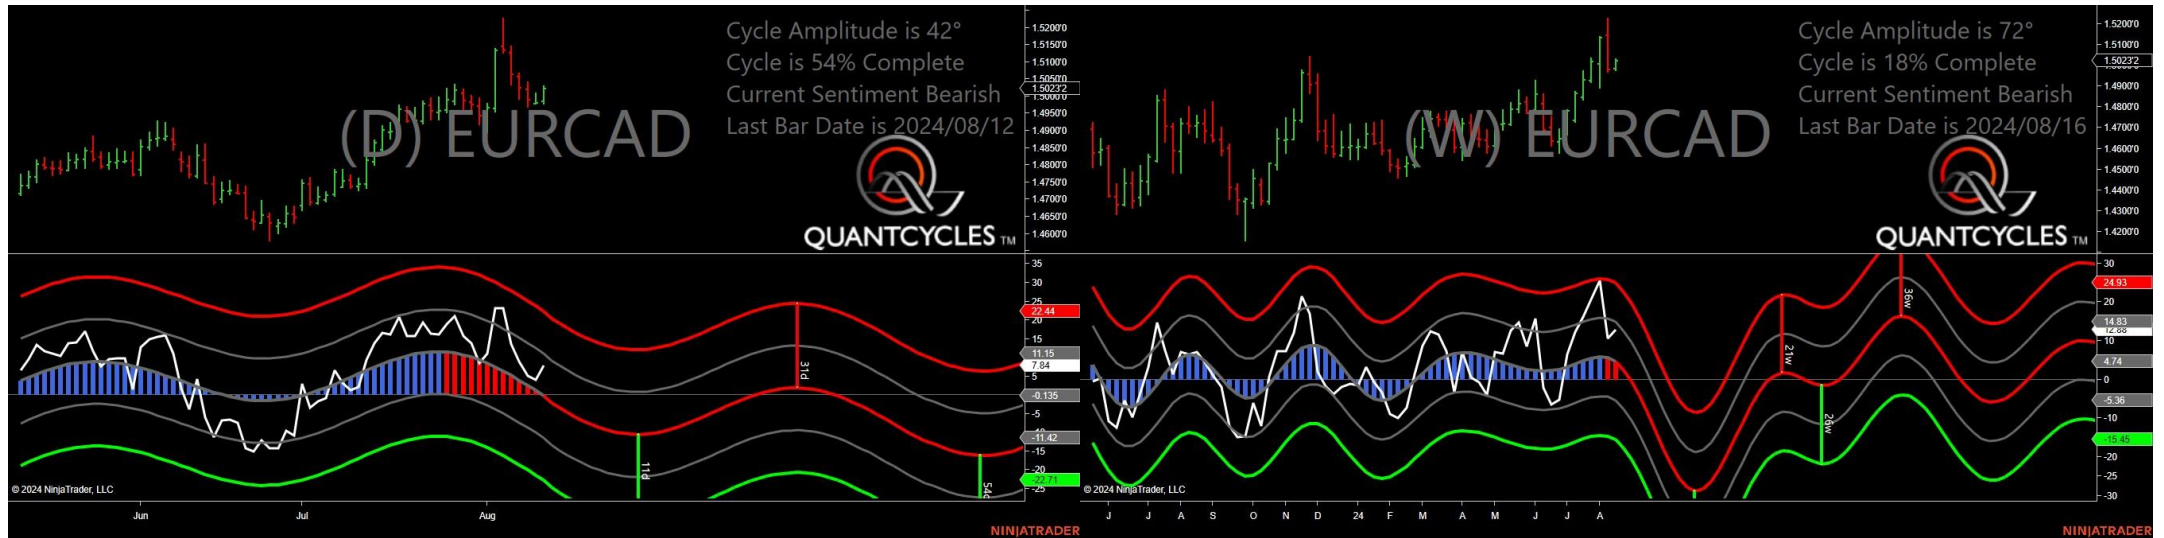 Cycle Amplitude is 42°
Cycle is 54% Complete
Current Sentiment Bearish
Last Bar Date is 2024/08/12
(D) EURCAD
QUANTCYCLES TM
1.5200'0
1.5150'0
1.5100'0
1.5050'0
1.5023'2
1.5000'0
1.4950'0
1.4900'0
1.4850'0
1.4800'0
1.4750'0
1.4700'0
1.4650'0
1.4600'0
35
30
25
22.44
20
15
11.15
7.84
5
-0.135
-5
-11.42
-15
-20
-22.71
-25
31d
11d
© 2024 NinjaTrader, LLC
Jun
Jul
Aug
NINJATRADER
Cycle Amplitude is 72°
Cycle is 18% Complete
Current Sentiment Bearish
Last Bar Date is 2024/08/16
(W) EURCAD
QUANTCYCLES TM
1.5200'0
1.5100'0
1.5023'2
1.4900'0
1.4800'0
1.4700'0
1.4600'0
1.4500'0
1.4400'0
1.4300'0
1.4200'0
30
24.93
20
14.83
12.88
10
4.74
0
-5.36
-10
-15.45
-20
-25
-30
21w
26w
36w
© 2024 NinjaTrader, LLC
J
J
A
S
O
N
D
24
F
M
A
M
J
J
A
NINJATRADER